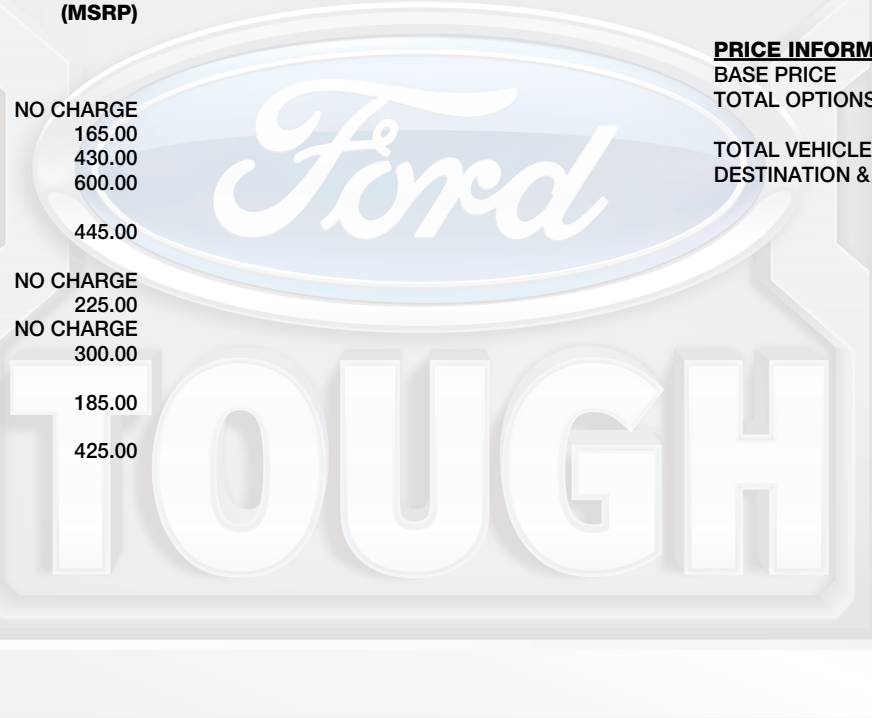 (MSRP)
NO CHARGE
165.00
430.00
600.00
445.00
NO CHARGE
225.00
NO CHARGE
300.00
185.00
425.00
PRICE INFORM
BASE PRICE
TOTAL OPTIONS
TOTAL VEHICLE
DESTINATION &
Ford
TOUGH